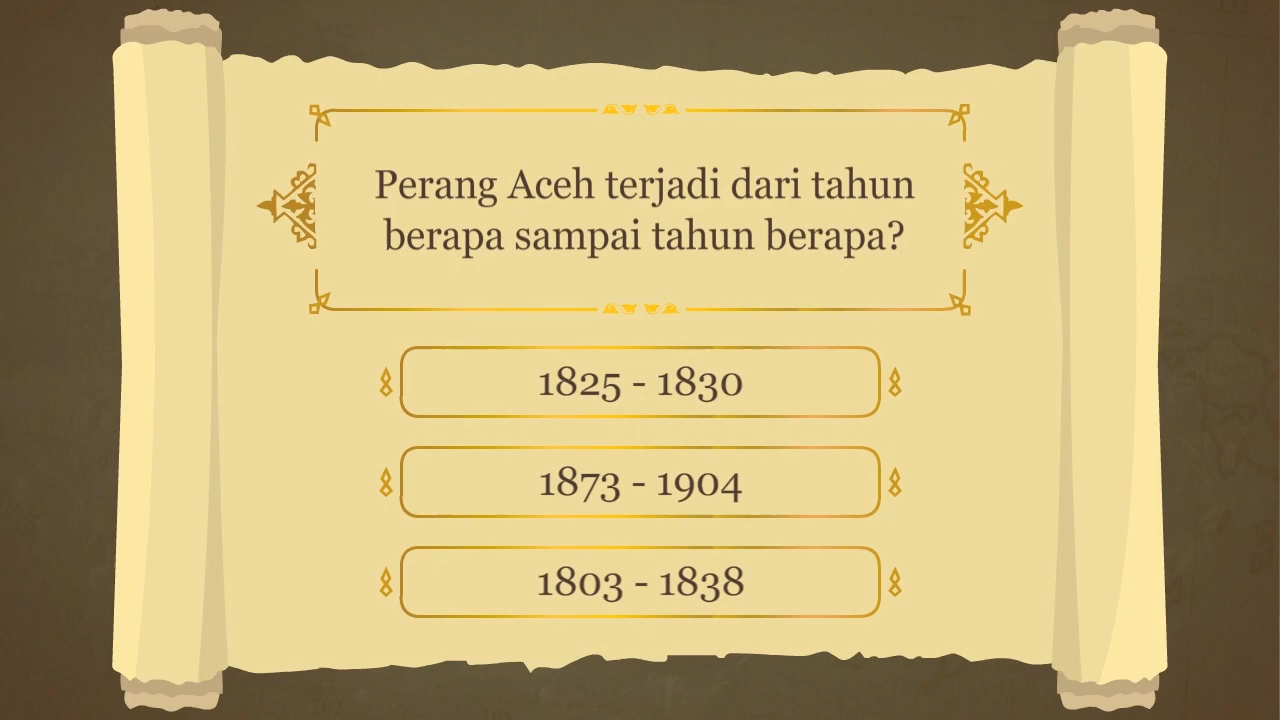 Perang Aceh terjadi dari tahun
berapa sampai tahun berapa?
1825 - 1830
1873 - 1904
1803 - 1838